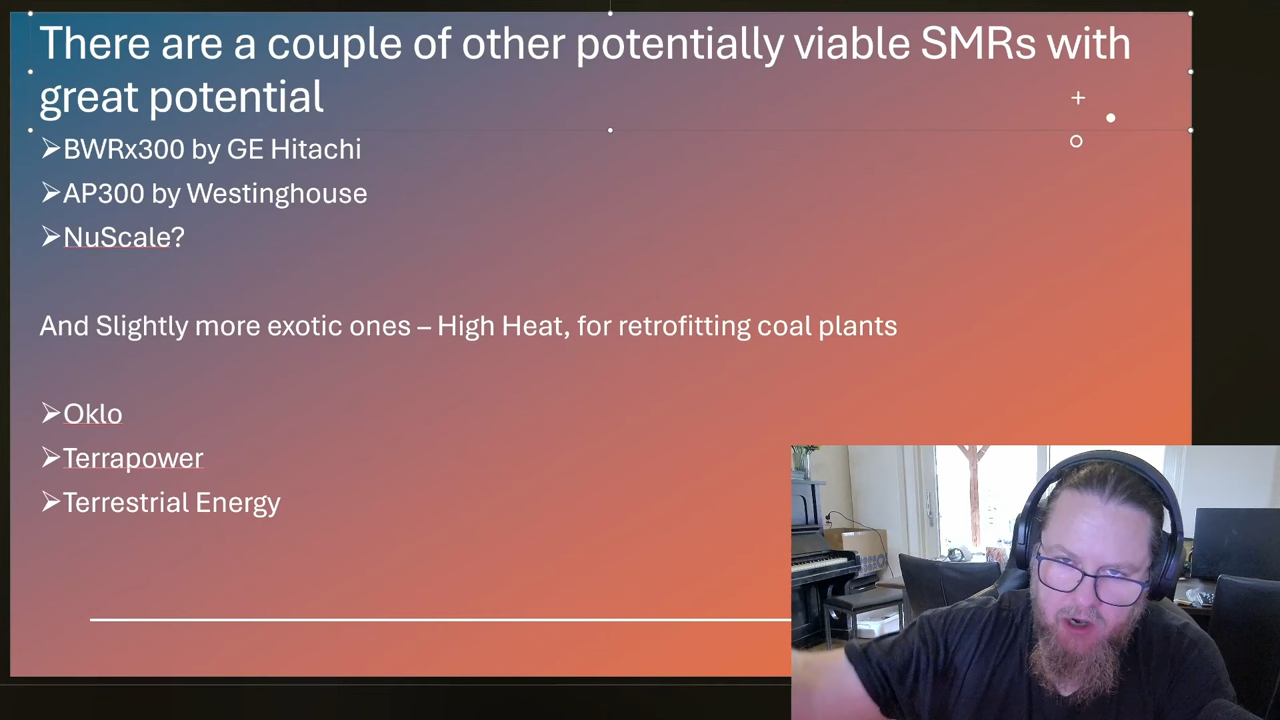 There are a couple of other potentially viable SMRs with
great potential
➢BWRx300 by GE Hitachi
➢AP300 by Westinghouse
➢NuScale?
And Slightly more exotic ones – High Heat, for retrofitting coal plants
➢Oklo
➢Terrapower
➢Terrestrial Energy